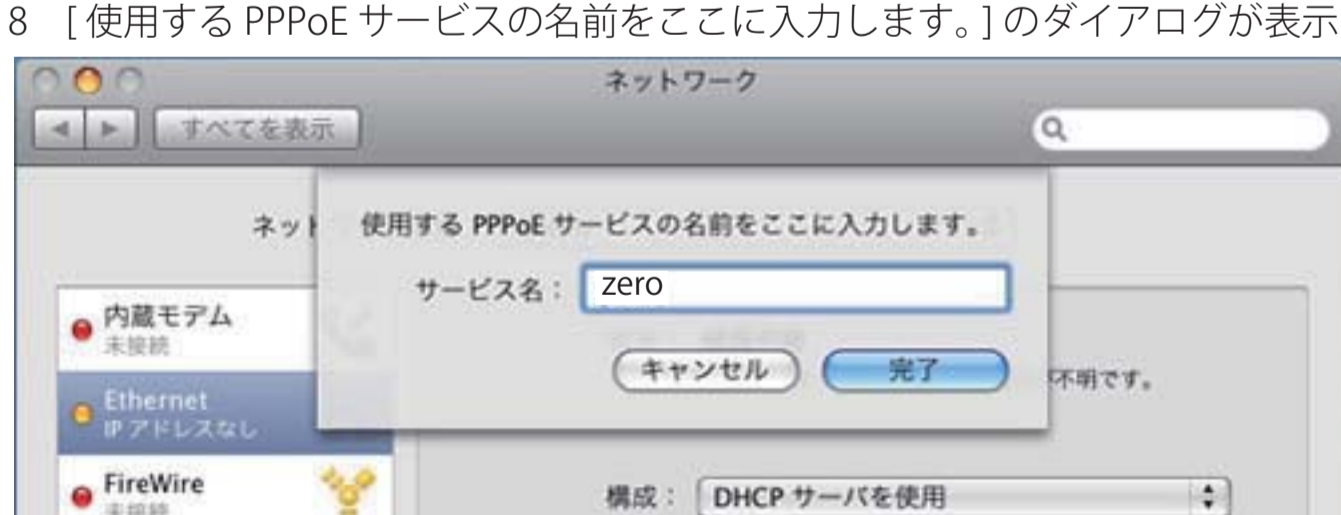 8 [ 使用する PPPoE サービスの名前をここに入力します。] のダイアログが表示
ネットワーク
すべてを表示
ネット
使用する PPPoE サービスの名前をここに入力します。
サービス名： zero
キャンセル 完了
内蔵モデム
未接続
不明です。
Ethernet
IP アドレスなし
FireWire
未接続
構成： DHCP サーバを使用